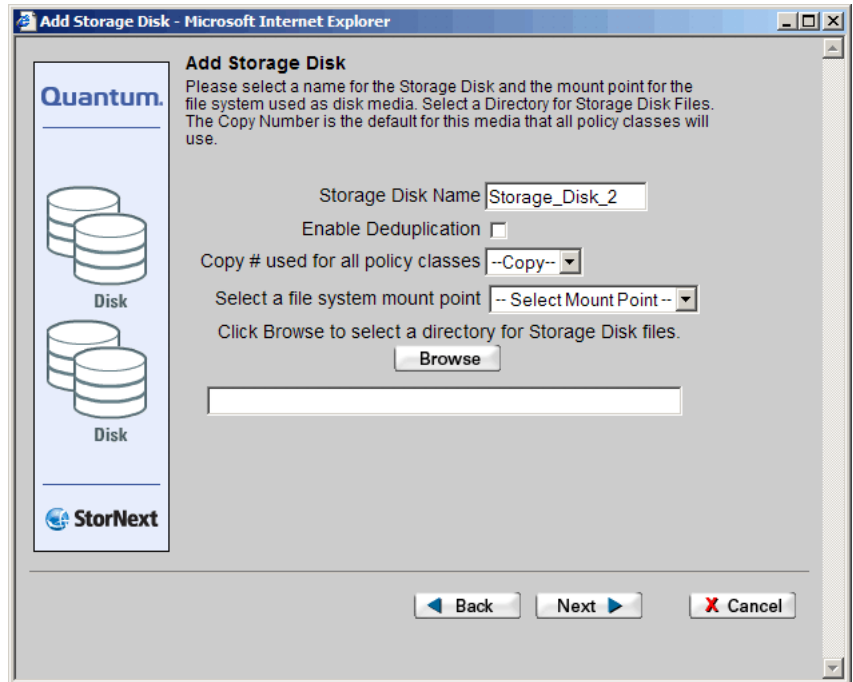 Add Storage Disk - Microsoft Internet Explorer
Quantum.
Disk
Disk
StorNext
Add Storage Disk
Please select a name for the Storage Disk and the mount point for the
file system used as disk media. Select a Directory for Storage Disk Files.
The Copy Number is the default for this media that all policy classes will
use.
Storage Disk Name Storage_Disk_2
Enable Deduplication
Copy # used for all policy classes --Copy--
Select a file system mount point -- Select Mount Point --
Click Browse to select a directory for Storage Disk files.
Browse
Back Next X Cancel